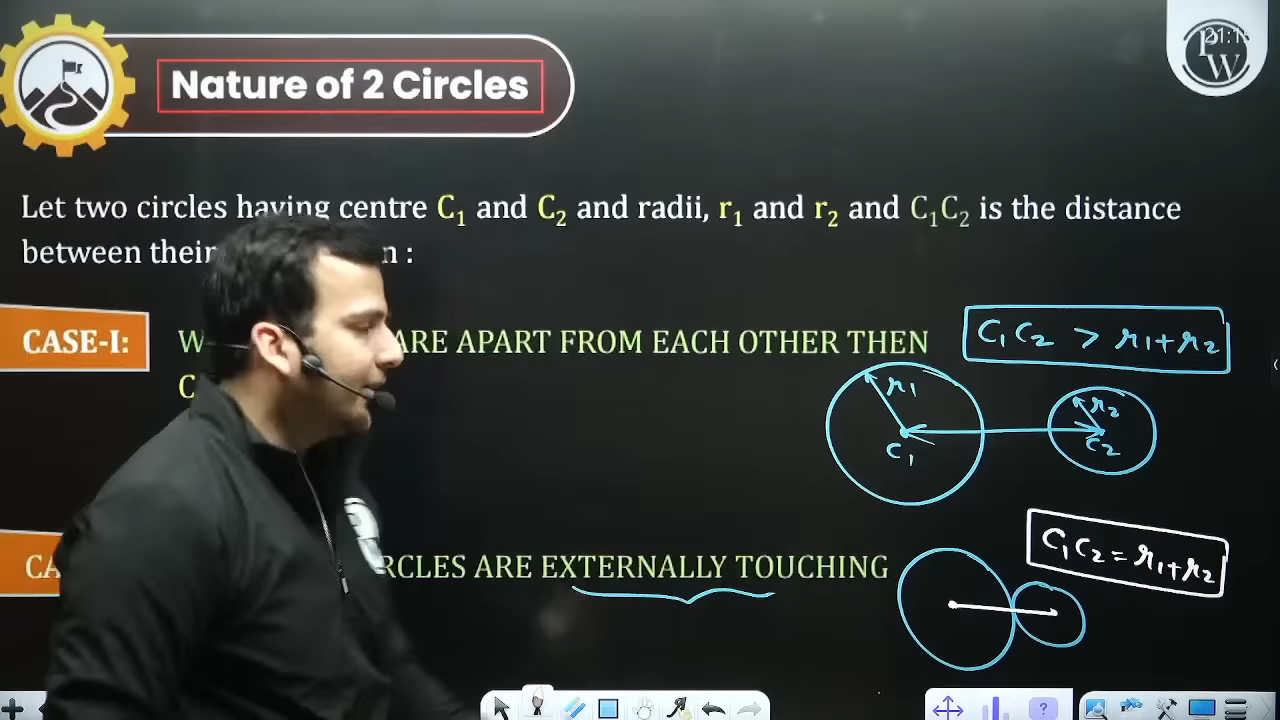 Nature of 2 Circles
Let two circles having centre C₁ and C₂ and radii, r₁ and r₂ and C₁C₂ is the distance
between their n :
CASE-I: W ARE APART FROM EACH OTHER THEN
C
C₁C₂ > r₁+r₂
r₁
r₂
C₁
C₂
CA RCLES ARE EXTERNALLY TOUCHING
C₁C₂ = r₁+r₂
PW